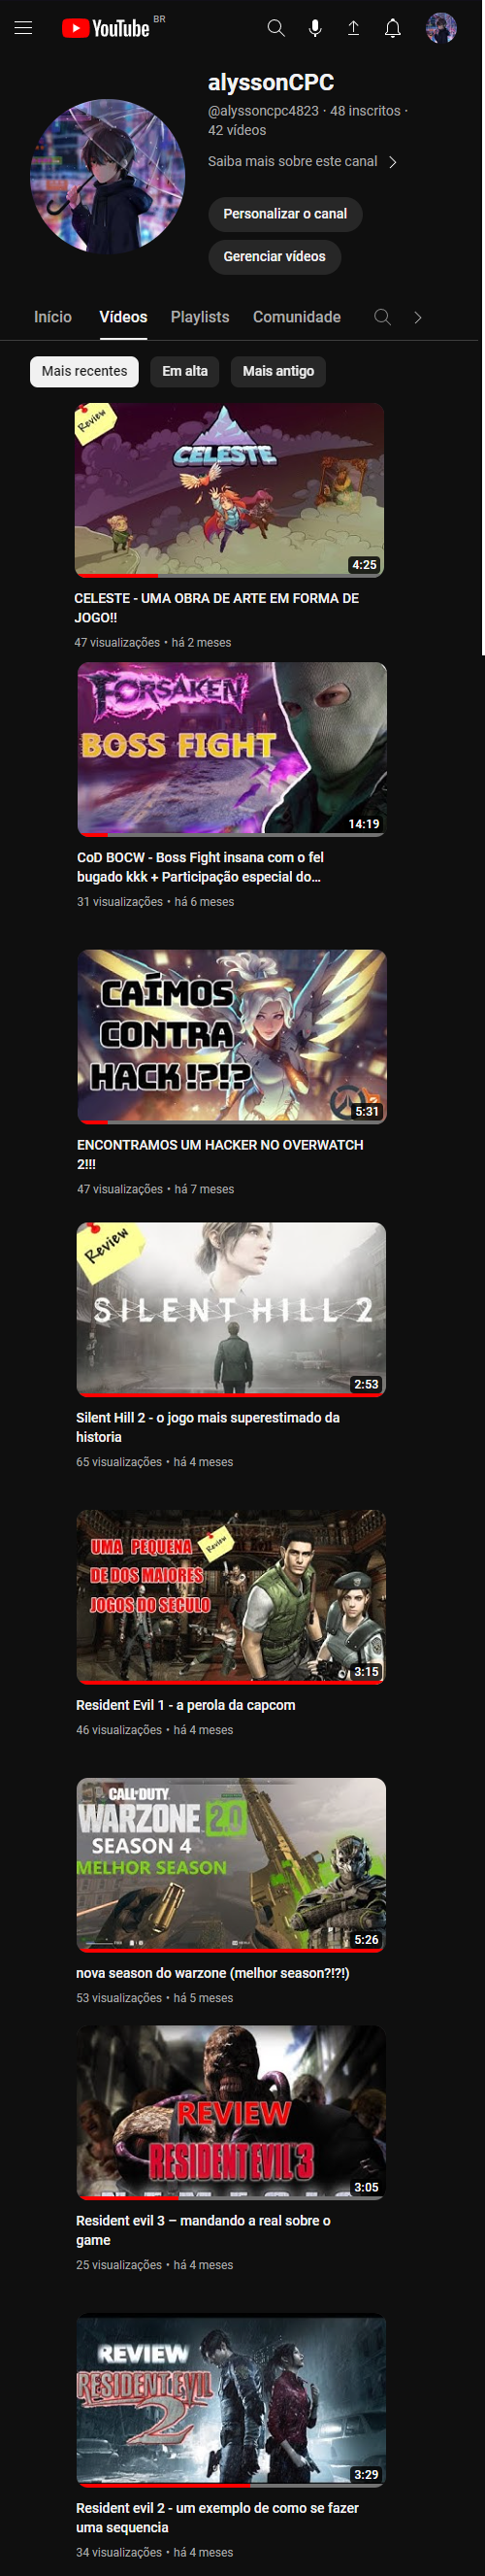 YouTube BR
alyssonCPC
@alyssoncpc4823 · 48 inscritos ·
42 vídeos
Saiba mais sobre este canal
Personalizar o canal
Gerenciar vídeos
Início Vídeos Playlists Comunidade
Mais recentes Em alta Mais antigo
Review
CELESTE
4:25
CELESTE - UMA OBRA DE ARTE EM FORMA DE
JOGO!!
47 visualizações • há 2 meses
FORSAKEN
BOSS FIGHT
14:19
CoD BOCW - Boss Fight insana com o fel
bugado kkk + Participação especial do...
31 visualizações • há 6 meses
CAÍMOS
CONTRA
HACK !?!?
5:31
ENCONTRAMOS UM HACKER NO OVERWATCH
2!!!
47 visualizações • há 7 meses
Review
SILENT HILL 2
2:53
Silent Hill 2 - o jogo mais superestimado da
historia
65 visualizações • há 4 meses
UMA PEQUENA Review
DE DOS MAIORES
JOGOS DO SECULO
3:15
Resident Evil 1 - a perola da capcom
46 visualizações • há 4 meses
CALL·DUTY
WARZONE 2.0
SEASON 4
MELHOR SEASON
5:26
nova season do warzone (melhor season?!?!)
53 visualizações • há 5 meses
REVIEW
RESIDENT EVIL 3
3:05
Resident evil 3 – mandando a real sobre o
game
25 visualizações • há 4 meses
REVIEW
RESIDENT EVIL
2
3:29
Resident evil 2 - um exemplo de como se fazer
uma sequencia
34 visualizações • há 4 meses